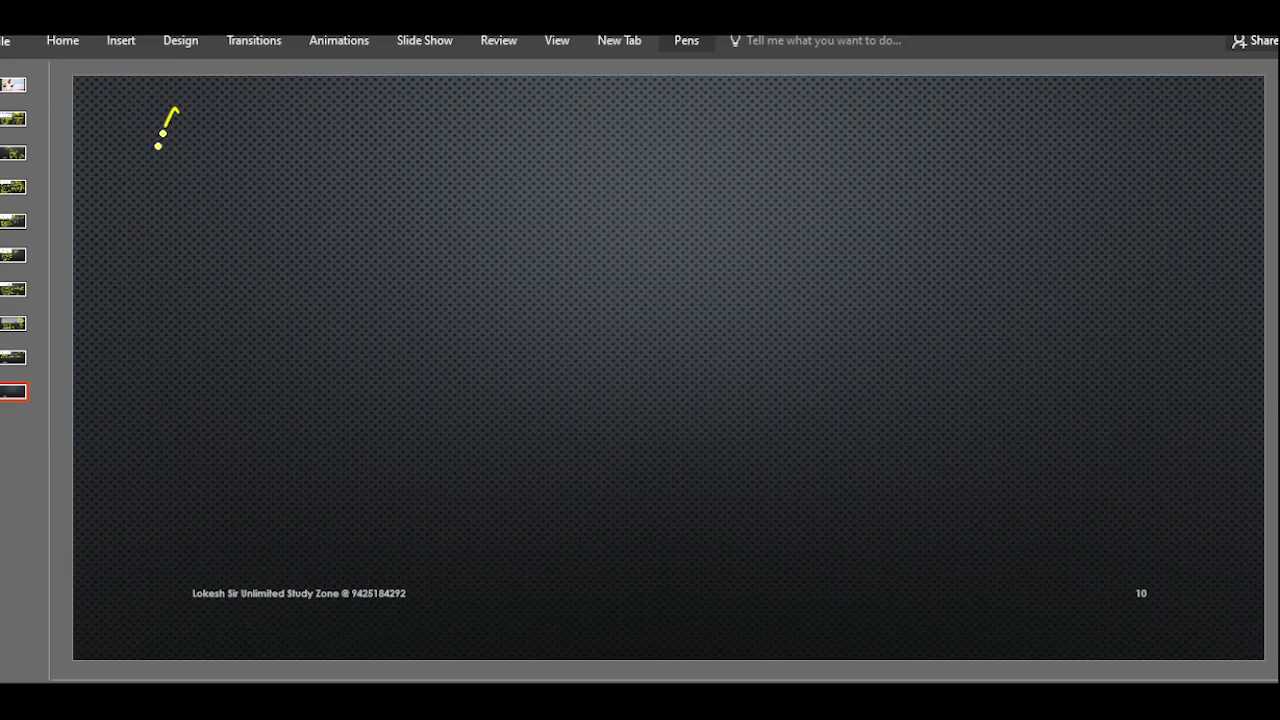 le Home Insert Design Transitions Animations Slide Show Review View New Tab Pens Tell me what you want to do... Share
Lokesh Sir Unlimited Study Zone @ 9425184292 10